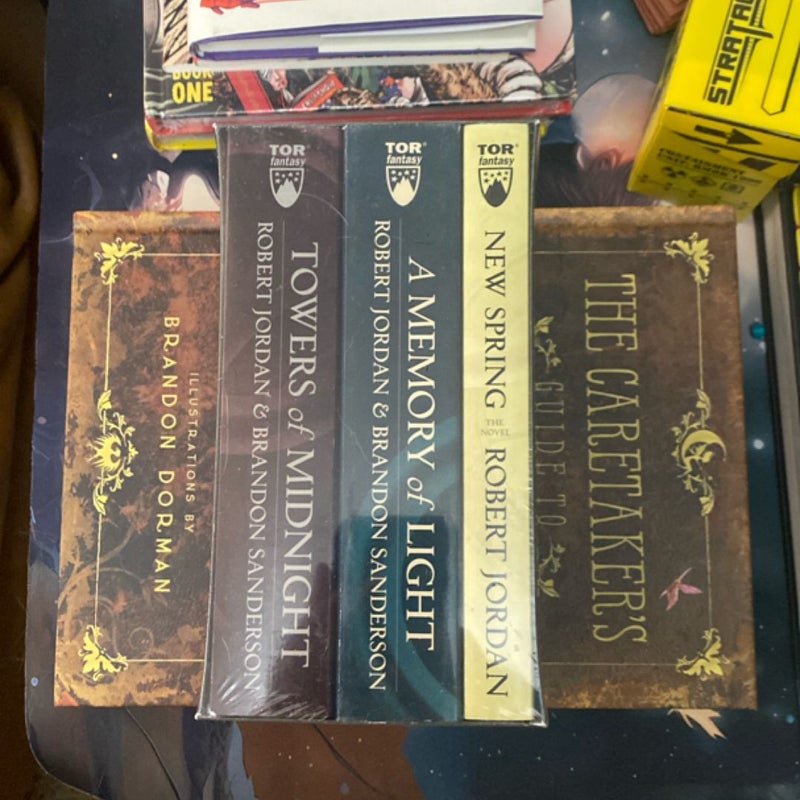 BOOK
ONE
STRATA
CONTAINMENT
TOR
fantasy
TOWERS of MIDNIGHT
ROBERT JORDAN & BRANDON SANDERSON
TOR
fantasy
A MEMORY of LIGHT
ROBERT JORDAN & BRANDON SANDERSON
TOR
fantasy
NEW SPRING THE NOVEL ROBERT JORDAN
THE CARETAKER'S
GUIDE TO
ILLUSTRATIONS BY
BRANDON DORMAN